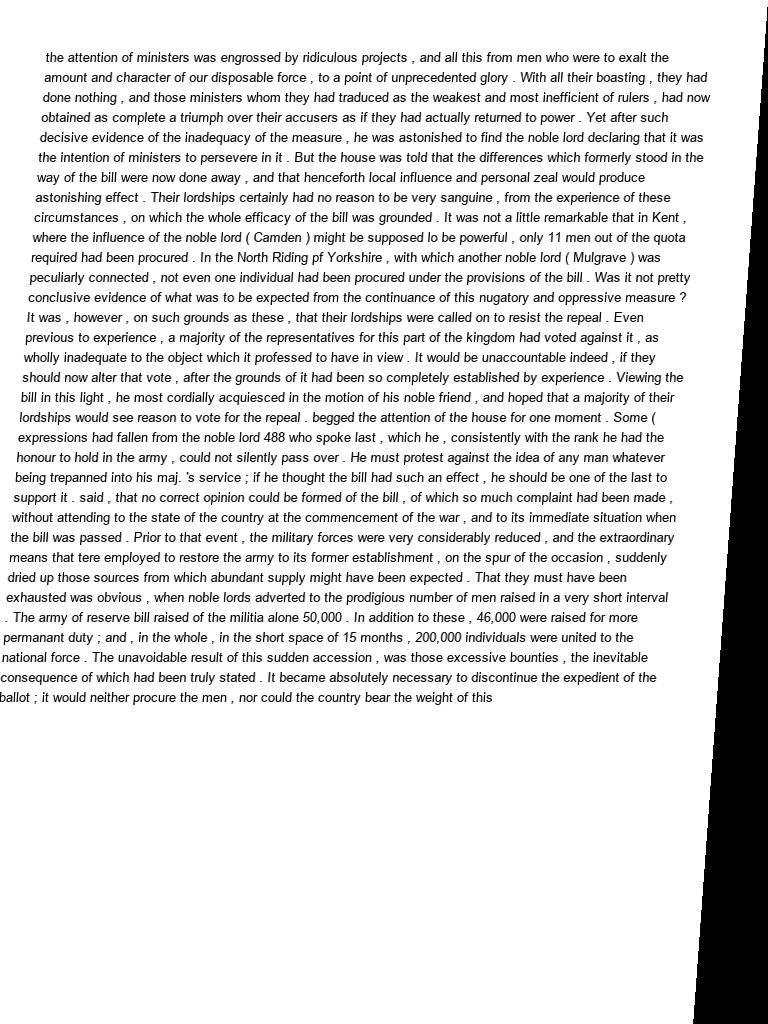 the attention of ministers was engrossed by ridiculous projects , and all this from men who were to exalt the
amount and character of our disposable force , to a point of unprecedented glory . With all their boasting , they had
done nothing , and those ministers whom they had traduced as the weakest and most inefficient of rulers , had now
obtained as complete a triumph over their accusers as if they had actually returned to power . Yet after such
decisive evidence of the inadequacy of the measure , he was astonished to find the noble lord declaring that it was
the intention of ministers to persevere in it . But the house was told that the differences which formerly stood in the
way of the bill were now done away , and that henceforth local influence and personal zeal would produce
astonishing effect . Their lordships certainly had no reason to be very sanguine , from the experience of these
circumstances , on which the whole efficacy of the bill was grounded . It was not a little remarkable that in Kent ,
where the influence of the noble lord ( Camden ) might be supposed lo be powerful , only 11 men out of the quota
required had been procured . In the North Riding pf Yorkshire , with which another noble lord ( Mulgrave ) was
peculiarly connected , not even one individual had been procured under the provisions of the bill . Was it not pretty
conclusive evidence of what was to be expected from the continuance of this nugatory and oppressive measure ?
It was , however , on such grounds as these , that their lordships were called on to resist the repeal . Even
previous to experience , a majority of the representatives for this part of the kingdom had voted against it , as
wholly inadequate to the object which it professed to have in view . It would be unaccountable indeed , if they
should now alter that vote , after the grounds of it had been so completely established by experience . Viewing the
bill in this light , he most cordially acquiesced in the motion of his noble friend , and hoped that a majority of their
lordships would see reason to vote for the repeal . begged the attention of the house for one moment . Some (
expressions had fallen from the noble lord 488 who spoke last , which he , consistently with the rank he had the
honour to hold in the army , could not silently pass over . He must protest against the idea of any man whatever
being trepanned into his maj. 's service ; if he thought the bill had such an effect , he should be one of the last to
support it . said , that no correct opinion could be formed of the bill , of which so much complaint had been made ,
without attending to the state of the country at the commencement of the war , and to its immediate situation when
the bill was passed . Prior to that event , the military forces were very considerably reduced , and the extraordinary
means that tere employed to restore the army to its former establishment , on the spur of the occasion , suddenly
dried up those sources from which abundant supply might have been expected . That they must have been
exhausted was obvious , when noble lords adverted to the prodigious number of men raised in a very short interval
. The army of reserve bill raised of the militia alone 50,000 . In addition to these , 46,000 were raised for more
permanant duty ; and , in the whole , in the short space of 15 months , 200,000 individuals were united to the
national force . The unavoidable result of this sudden accession , was those excessive bounties , the inevitable
consequence of which had been truly stated . It became absolutely necessary to discontinue the expedient of the
ballot ; it would neither procure the men , nor could the country bear the weight of this